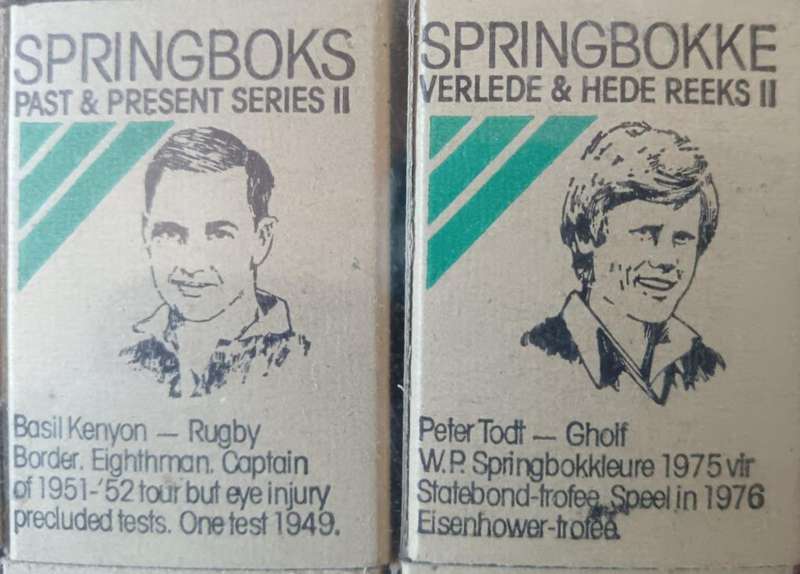 SPRINGBOKS
PAST & PRESENT SERIES II
Basil Kenyon — Rugby
Border. Eighthman. Captain
of 1951-'52 tour but eye injury
precluded tests. One test 1949.
SPRINGBOKKE
VERLEDE & HEDE REEKS II
Peter Todt — Gholf
W.P. Springbokkleure 1975 vir
Statebond-trofee. Speel in 1976
Eisenhower-trofee.